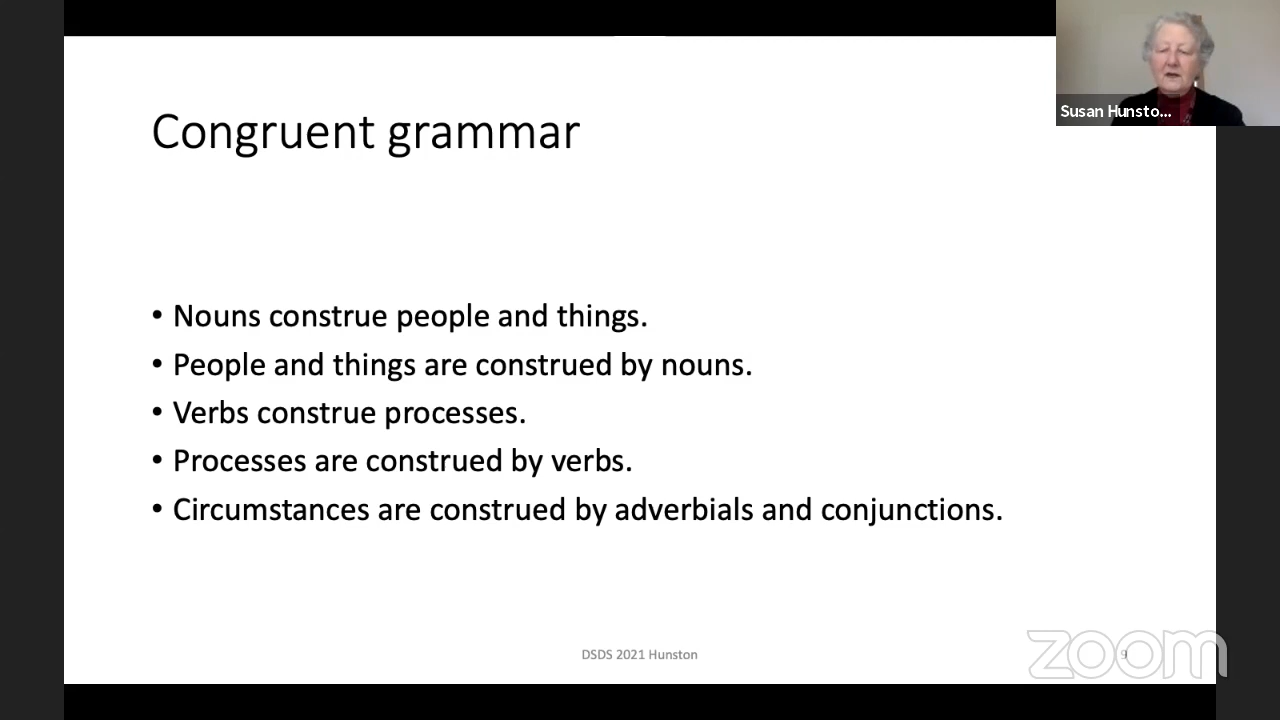 Susan Hunsto...
Congruent grammar
• Nouns construe people and things.
• People and things are construed by nouns.
• Verbs construe processes.
• Processes are construed by verbs.
• Circumstances are construed by adverbials and conjunctions.
DSDS 2021 Hunston
9
zoom